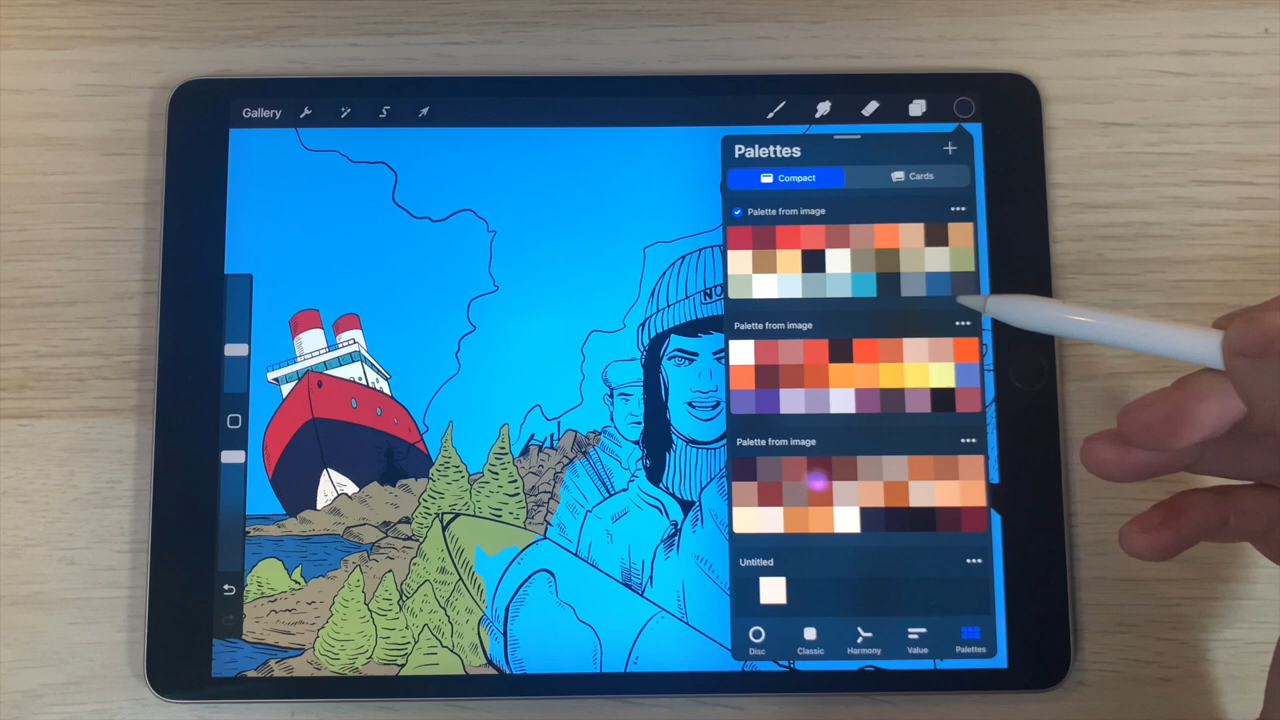 Gallery
Palettes
Compact
Cards
Palette from image
Palette from image
Palette from image
Untitled
Disc
Classic
Harmony
Value
Palettes
NO